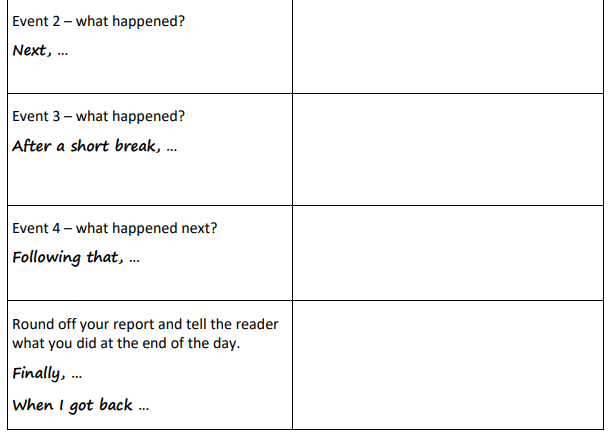 Event 2 – what happened?
Next, ...
Event 3 – what happened?
After a short break, ...
Event 4 – what happened next?
Following that, ...
Round off your report and tell the reader
what you did at the end of the day.
Finally, ...
When I got back ...